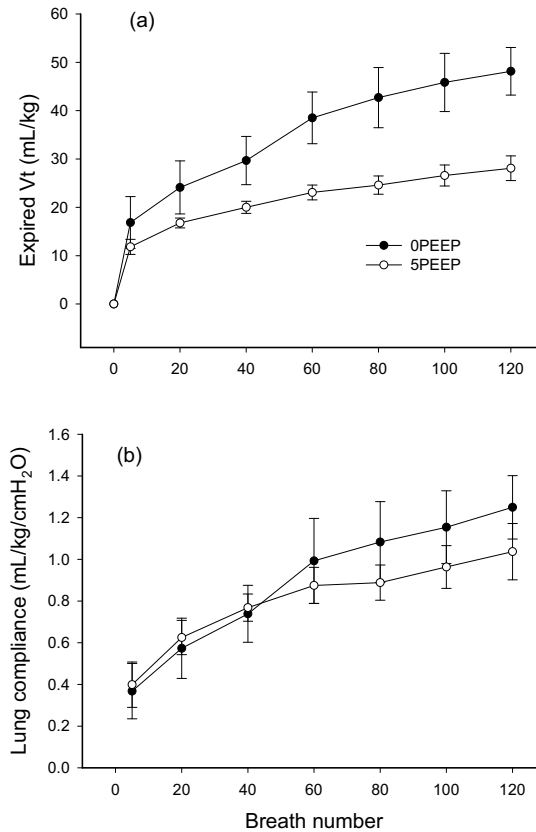 (a)
Expired Vt (mL/kg)
60
50
40
30
20
10
0
0PEEP
5PEEP
0 20 40 60 80 100 120
(b)
Lung compliance (mL/kg/cmH₂O)
1.6
1.4
1.2
1.0
0.8
0.6
0.4
0.2
0.0
0 20 40 60 80 100 120
Breath number